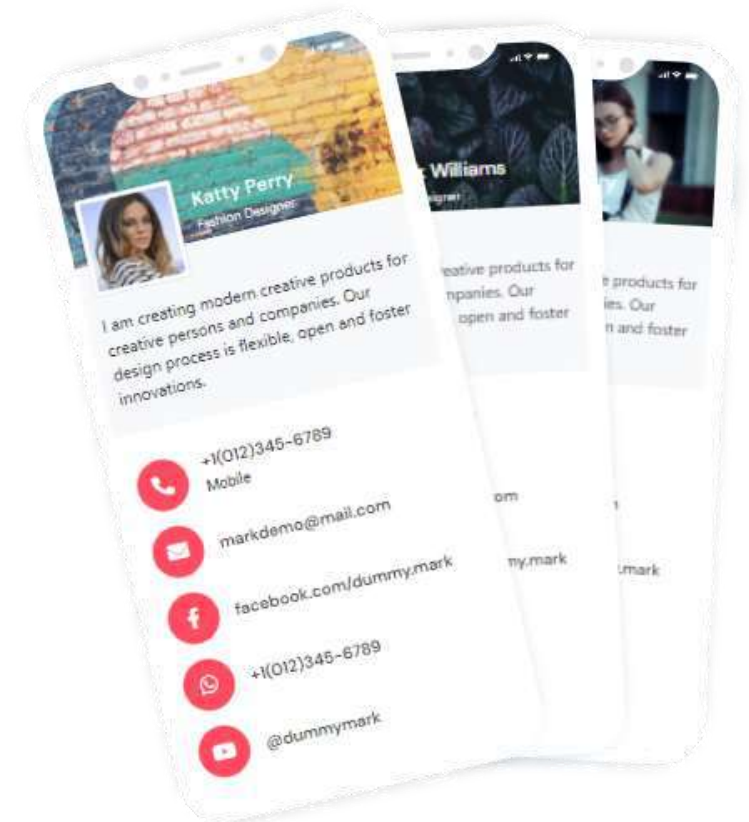 Katty Perry
Fashion Designer
I am creating modern creative products for
creative persons and companies. Our
design process is flexible, open and foster
innovations.
+1(012)345-6789
Mobile
markdemo@mail.com
facebook.com/dummy.mark
+1(012)345-6789
@dummymark
Williams
eative products for
mpanies. Our
open and foster
om
my.mark
products for
ies. Our
n and foster
.mark